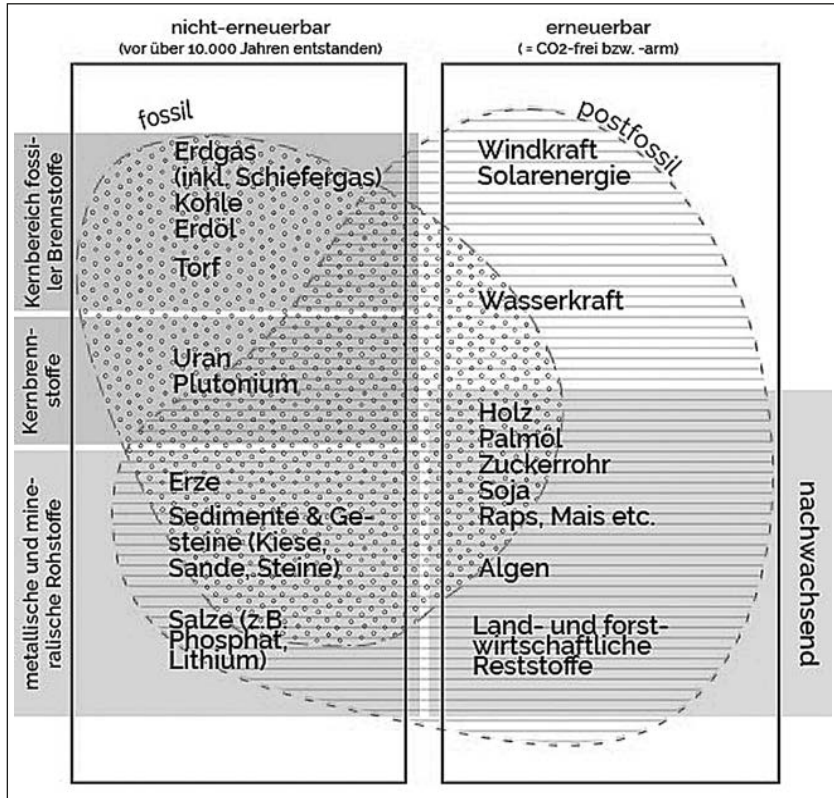 nicht-erneuerbar
(vor über 10.000 Jahren entstanden)
erneuerbar
( = CO2-frei bzw. -arm)
fossil
postfossil
Kernbereich fossi-
ler Brennstoffe
Erdgas
(inkl. Schiefergas)
Kohle
Erdöl
Torf
Windkraft
Solarenergie
Wasserkraft
Kernbrenn-
stoffe
Uran
Plutonium
Holz
Palmöl
Zuckerrohr
Soja
Raps, Mais etc.
Algen
Land- und forst-
wirtschaftliche
Reststoffe
metallische und mine-
ralische Rohstoffe
Erze
Sedimente & Ge-
steine (Kiese,
Sande, Steine)
Salze (z.B.
Phosphat,
Lithium)
nachwachsend